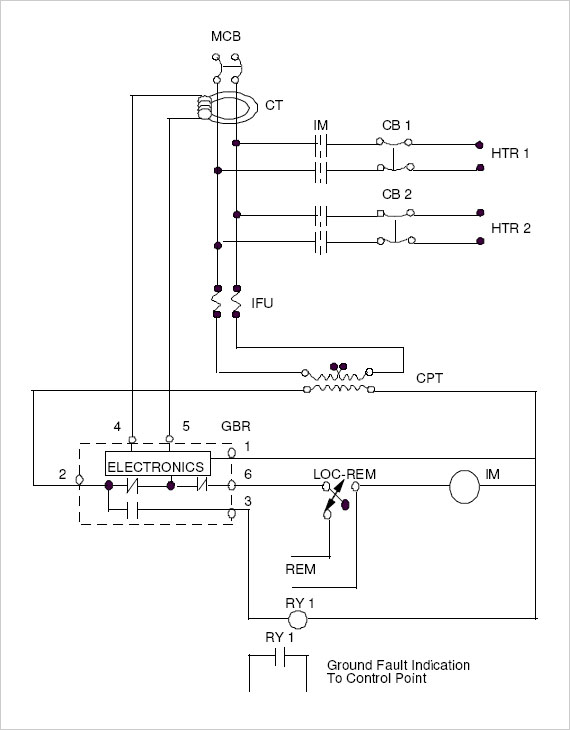 MCB
CT
IM
CB 1
HTR 1
CB 2
HTR 2
IFU
CPT
4
5
GBR
1
ELECTRONICS
2
6
LOC-REM
IM
3
REM
RY 1
RY 1
Ground Fault Indication
To Control Point